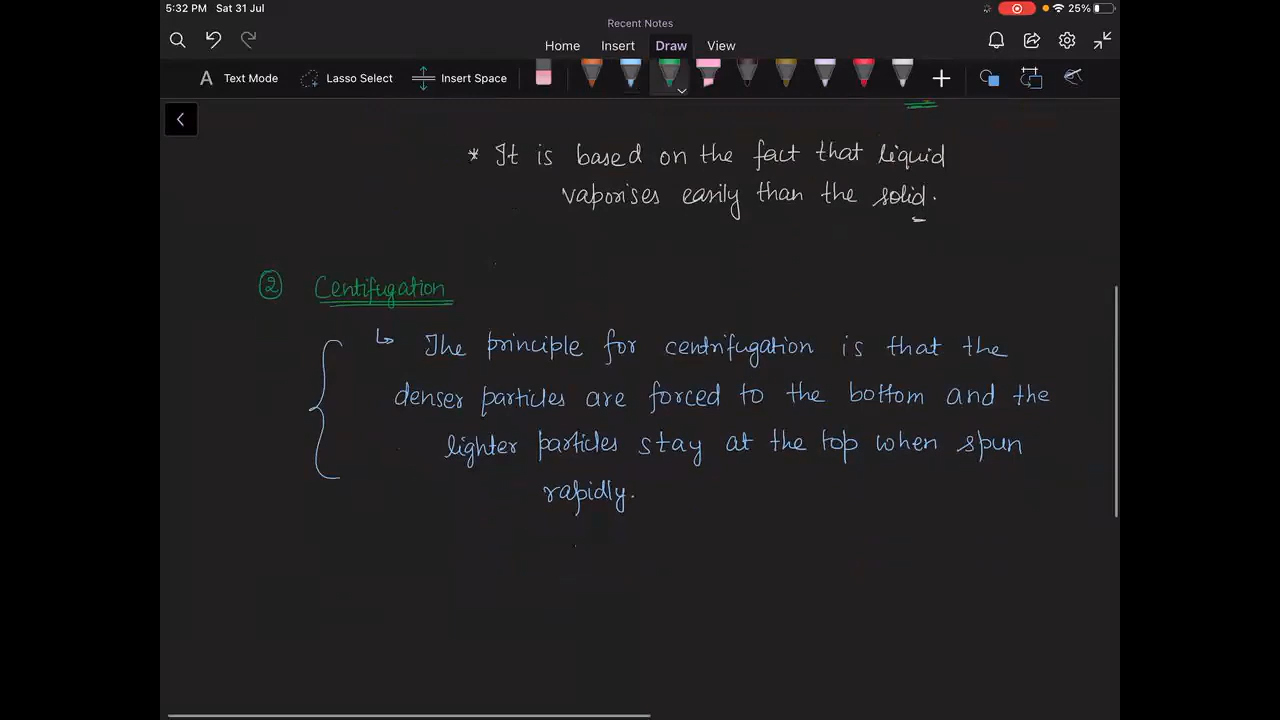 5:32 PM Sat 31 Jul
25%
Recent Notes
Home Insert Draw View
A Text Mode Lasso Select Insert Space
* It is based on the fact that liquid
vaporises easily than the solid.
② Centifugation
↳ The principle for centrifugation is that the
denser particles are forced to the bottom and the
lighter particles stay at the top when spun
rapidly.